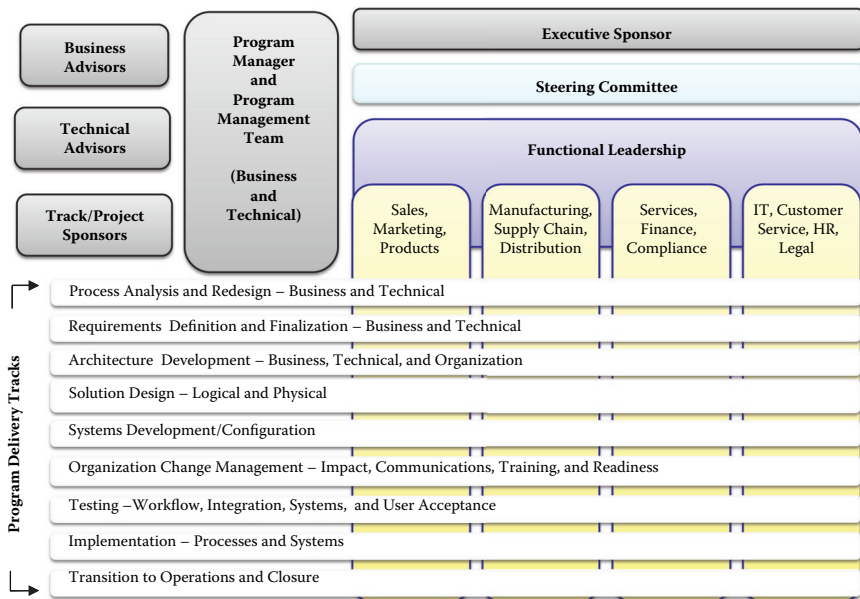 Business
Advisors
Technical
Advisors
Track/Project
Sponsors
Program
Manager
and
Program
Management
Team
(Business
and
Technical)
Executive Sponsor
Steering Committee
Functional Leadership
Sales,
Marketing,
Products
Manufacturing,
Supply Chain,
Distribution
Services,
Finance,
Compliance
IT, Customer
Service, HR,
Legal
Program Delivery Tracks
Process Analysis and Redesign – Business and Technical
Requirements Definition and Finalization – Business and Technical
Architecture Development – Business, Technical, and Organization
Solution Design – Logical and Physical
Systems Development/Configuration
Organization Change Management – Impact, Communications, Training, and Readiness
Testing –Workflow, Integration, Systems, and User Acceptance
Implementation – Processes and Systems
Transition to Operations and Closure